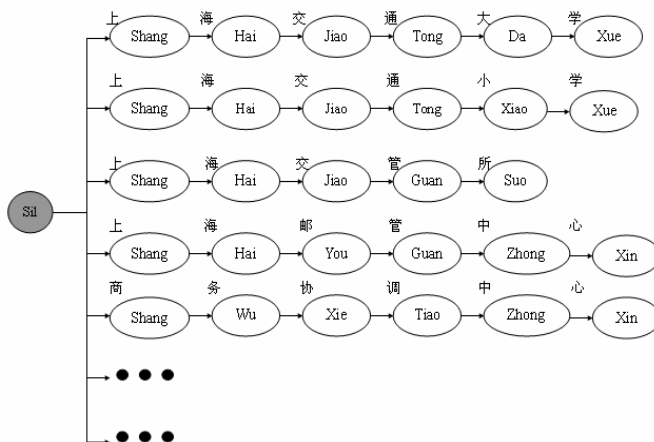 上 海 交 通 大 学
Shang Hai Jiao Tong Da Xue
上 海 交 通 小 学
Shang Hai Jiao Tong Xiao Xue
上 海 交 管 所
Shang Hai Jiao Guan Suo
Sil
上 海 邮 管 中 心
Shang Hai You Guan Zhong Xin
商 务 协 调 中 心
Shang Wu Xie Tiao Zhong Xin